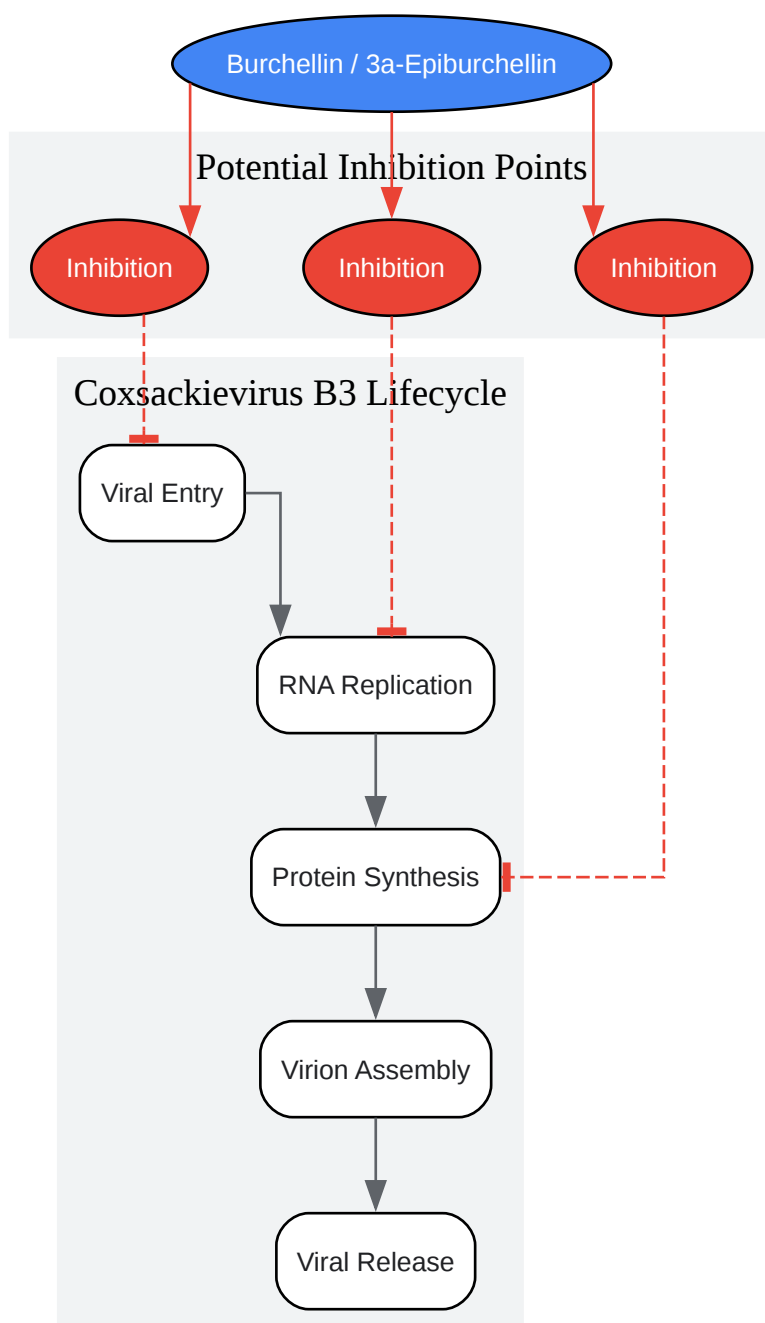 Burchellin / 3a-Epiburchellin
Potential Inhibition Points
Inhibition
Inhibition
Inhibition
Coxsackievirus B3 Lifecycle
Viral Entry
RNA Replication
Protein Synthesis
Virion Assembly
Viral Release